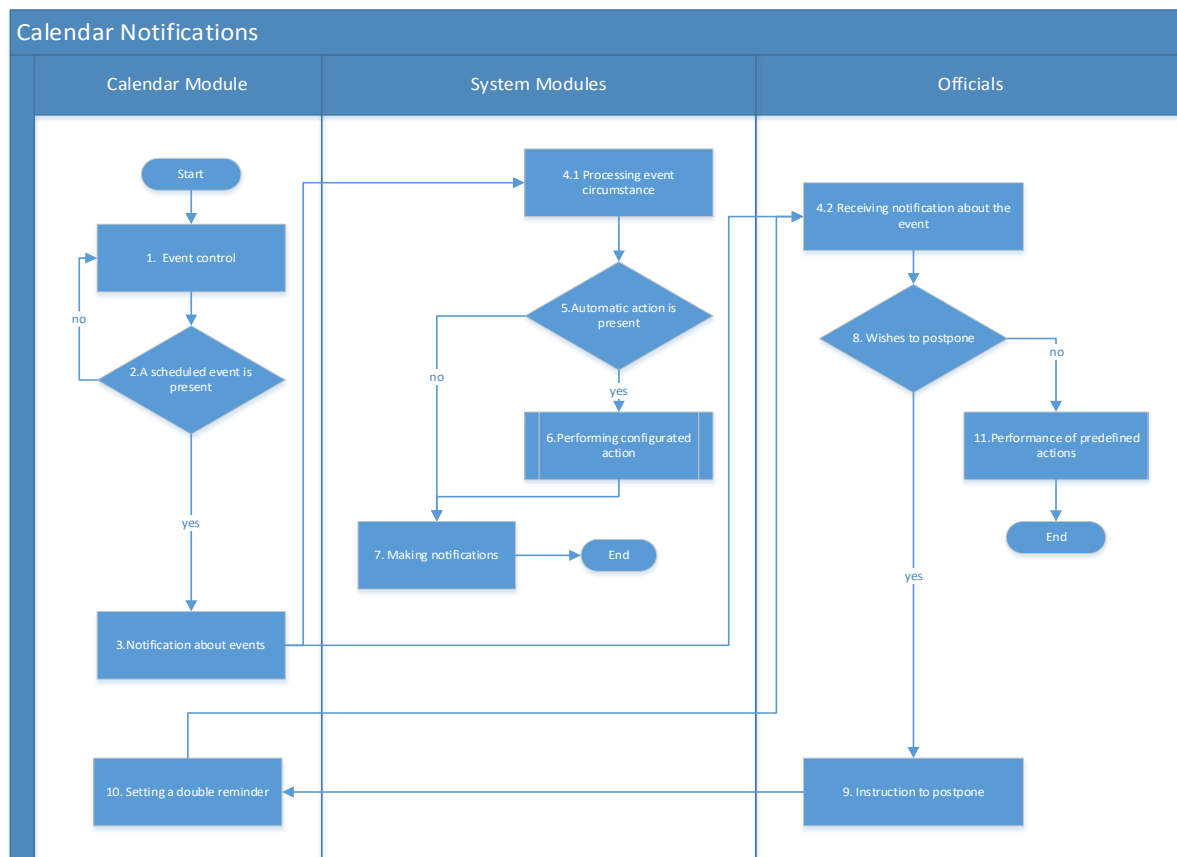 Calendar Notifications
Calendar Module
System Modules
Officials
Start
1. Event control
no
2.A scheduled event is
present
yes
3.Notification about events
10. Setting a double reminder
4.1 Processing event
circumstance
5.Automatic action is
present
no
yes
6.Performing configurated
action
7. Making notifications
End
4.2 Receiving notification about the
event
8. Wishes to postpone
no
11.Performance of predefined
actions
End
yes
9. Instruction to postpone